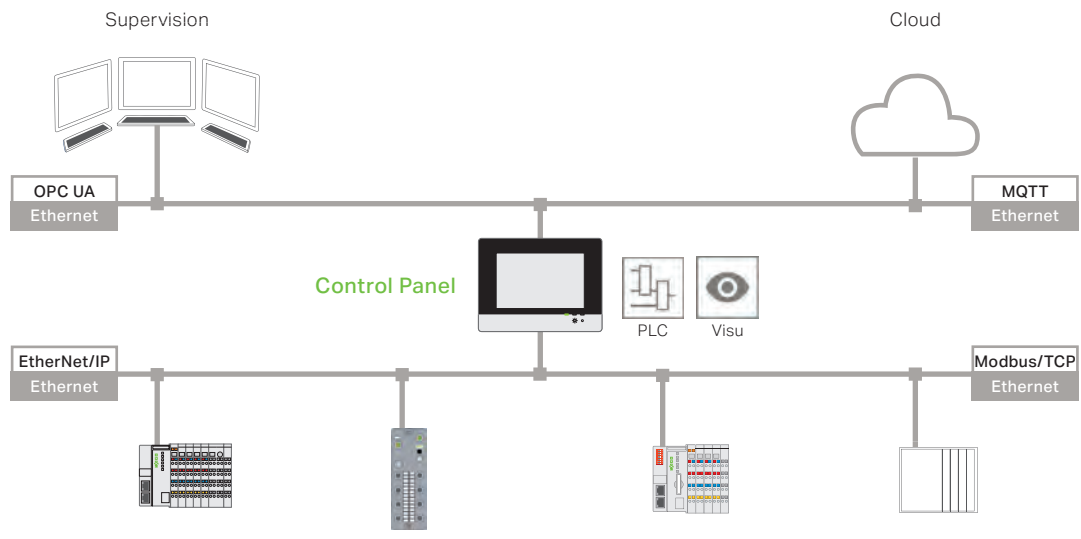 Supervision
Cloud
OPC UA
Ethernet
MQTT
Ethernet
Control Panel
PLC
Visu
EtherNet/IP
Ethernet
Modbus/TCP
Ethernet